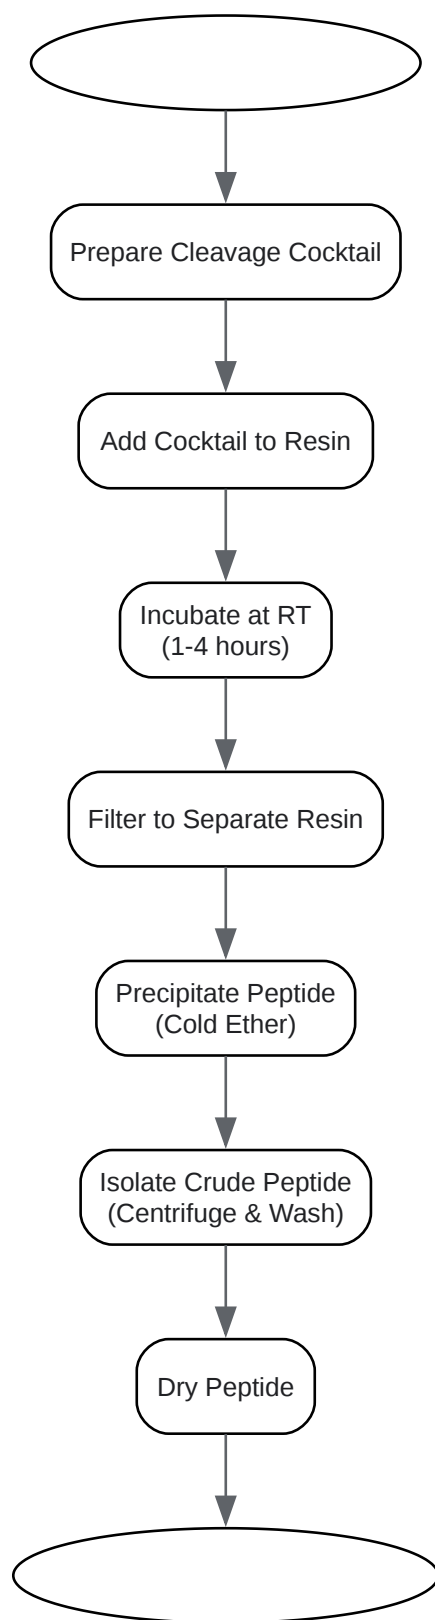 Prepare Cleavage Cocktail
Add Cocktail to Resin
Incubate at RT
(1-4 hours)
Filter to Separate Resin
Precipitate Peptide
(Cold Ether)
Isolate Crude Peptide
(Centrifuge & Wash)
Dry Peptide